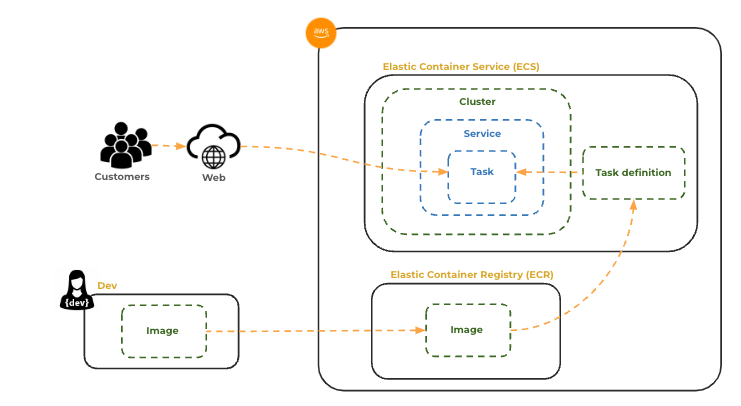 aws
Elastic Container Service (ECS)
Cluster
Service
Task
Task definition
Customers
Web
Elastic Container Registry (ECR)
Dev
{dev}
Image
Image